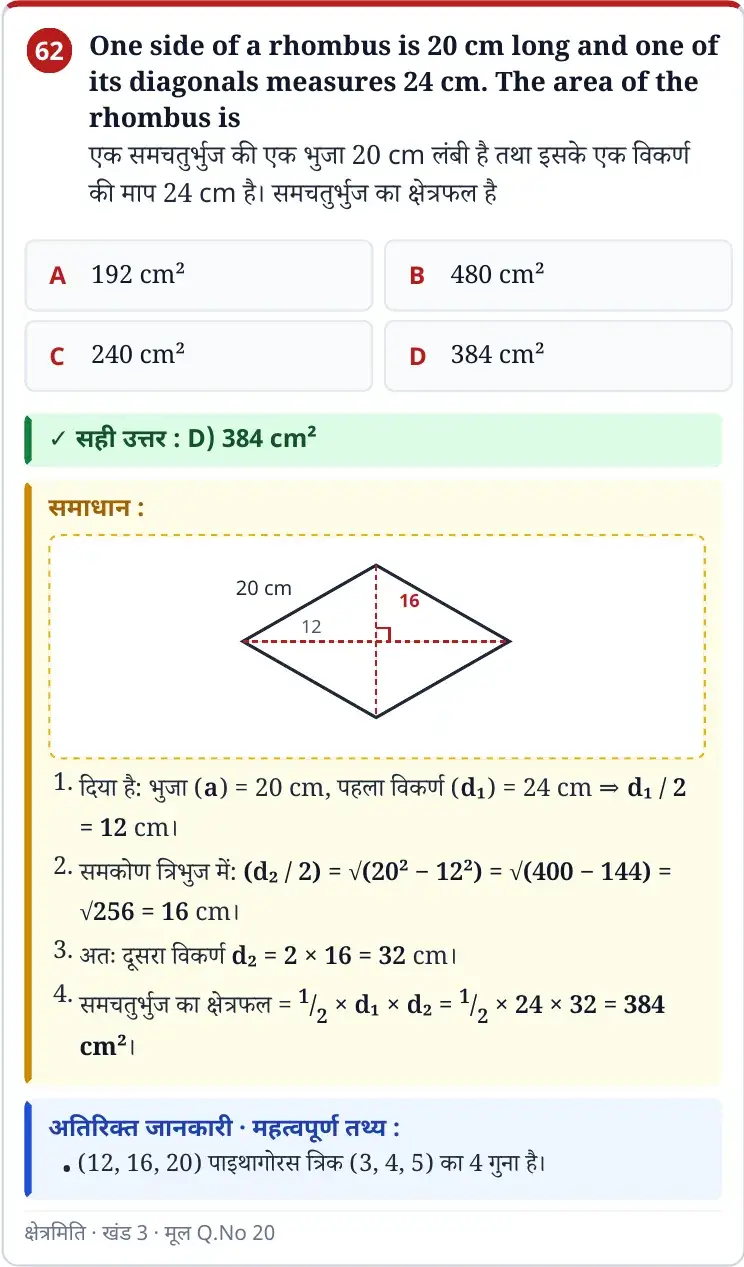 62 One side of a rhombus is 20 cm long and one of
its diagonals measures 24 cm. The area of the
rhombus is
एक समचतुर्भुज की एक भुजा 20 cm लंबी है तथा इसके एक विकर्ण
की माप 24 cm है। समचतुर्भुज का क्षेत्रफल है
A 192 cm²
B 480 cm²
C 240 cm²
D 384 cm²
✓ सही उत्तर : D) 384 cm²
समाधान :
20 cm
16
12
1. दिया है: भुजा (a) = 20 cm, पहला विकर्ण (d₁) = 24 cm ⇒ d₁ / 2
= 12 cm।
2. समकोण त्रिभुज में: (d₂ / 2) = √(20² − 12²) = √(400 − 144) =
√256 = 16 cm।
3. अतः दूसरा विकर्ण d₂ = 2 × 16 = 32 cm।
4. समचतुर्भुज का क्षेत्रफल = 1/2 × d₁ × d₂ = 1/2 × 24 × 32 = 384
cm²।
अतिरिक्त जानकारी · महत्वपूर्ण तथ्य :
• (12, 16, 20) पाइथागोरस त्रिक (3, 4, 5) का 4 गुना है।
क्षेत्रमिति · खंड 3 · मूल Q.No 20